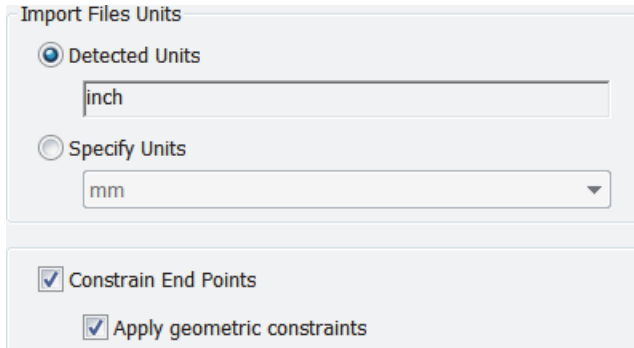 Import Files Units
Detected Units
inch
Specify Units
mm
Constrain End Points
Apply geometric constraints